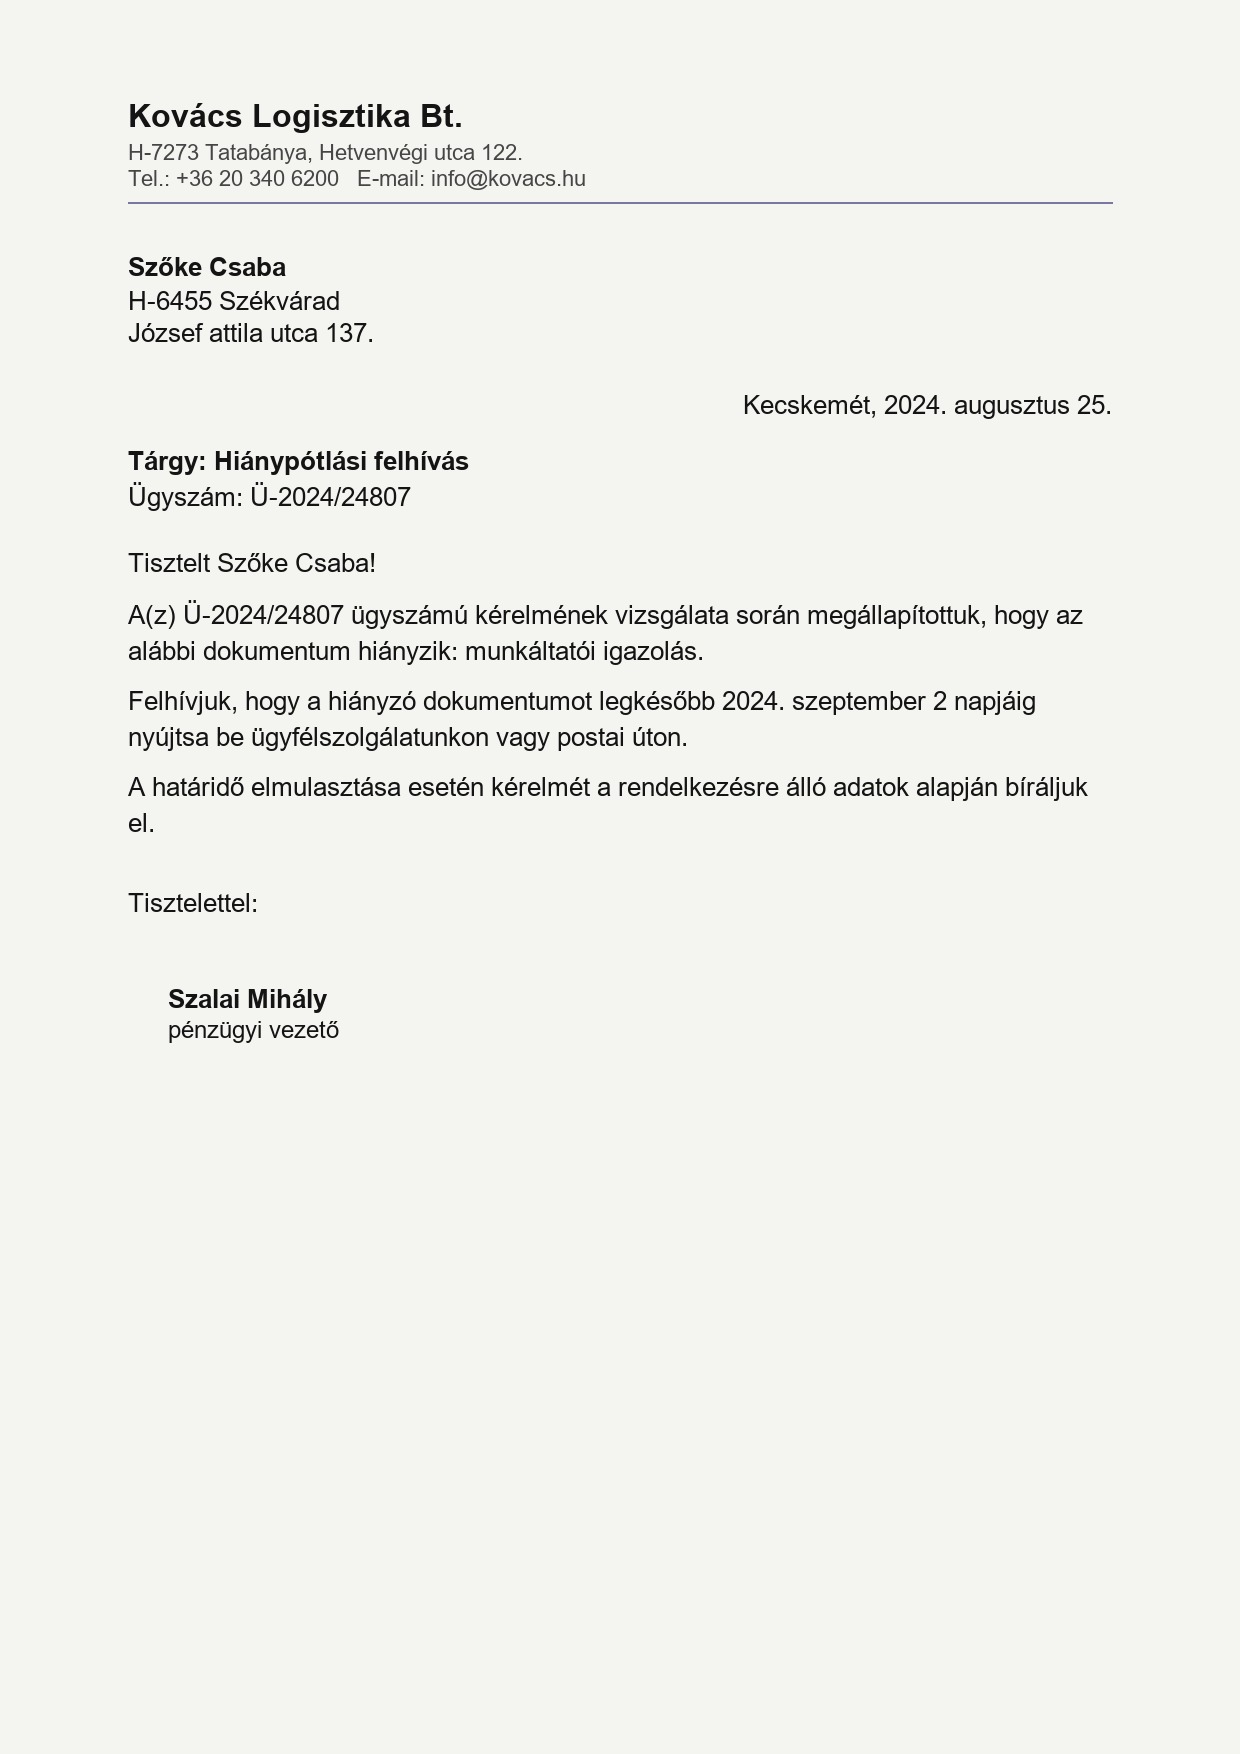 Kovács Logisztika Bt.
H-7273 Tatabánya, Hetvenvégi utca 122.
Tel.: +36 20 340 6200   E-mail: info@kovacs.hu
Szőke Csaba
H-6455 Székvárad
József attila utca 137.
Kecskemét, 2024. augusztus 25.
Tárgy: Hiánypótlási felhívás
Ügyszám: Ü-2024/24807
Tisztelt Szőke Csaba!
A(z) Ü-2024/24807 ügyszámú kérelmének vizsgálata során megállapítottuk, hogy az
alábbi dokumentum hiányzik: munkáltatói igazolás.
Felhívjuk, hogy a hiányzó dokumentumot legkésőbb 2024. szeptember 2 napjáig
nyújtsa be ügyfélszolgálatunkon vagy postai úton.
A határidő elmulasztása esetén kérelmét a rendelkezésre álló adatok alapján bíráljuk
el.
Tisztelettel:
Szalai Mihály
pénzügyi vezető